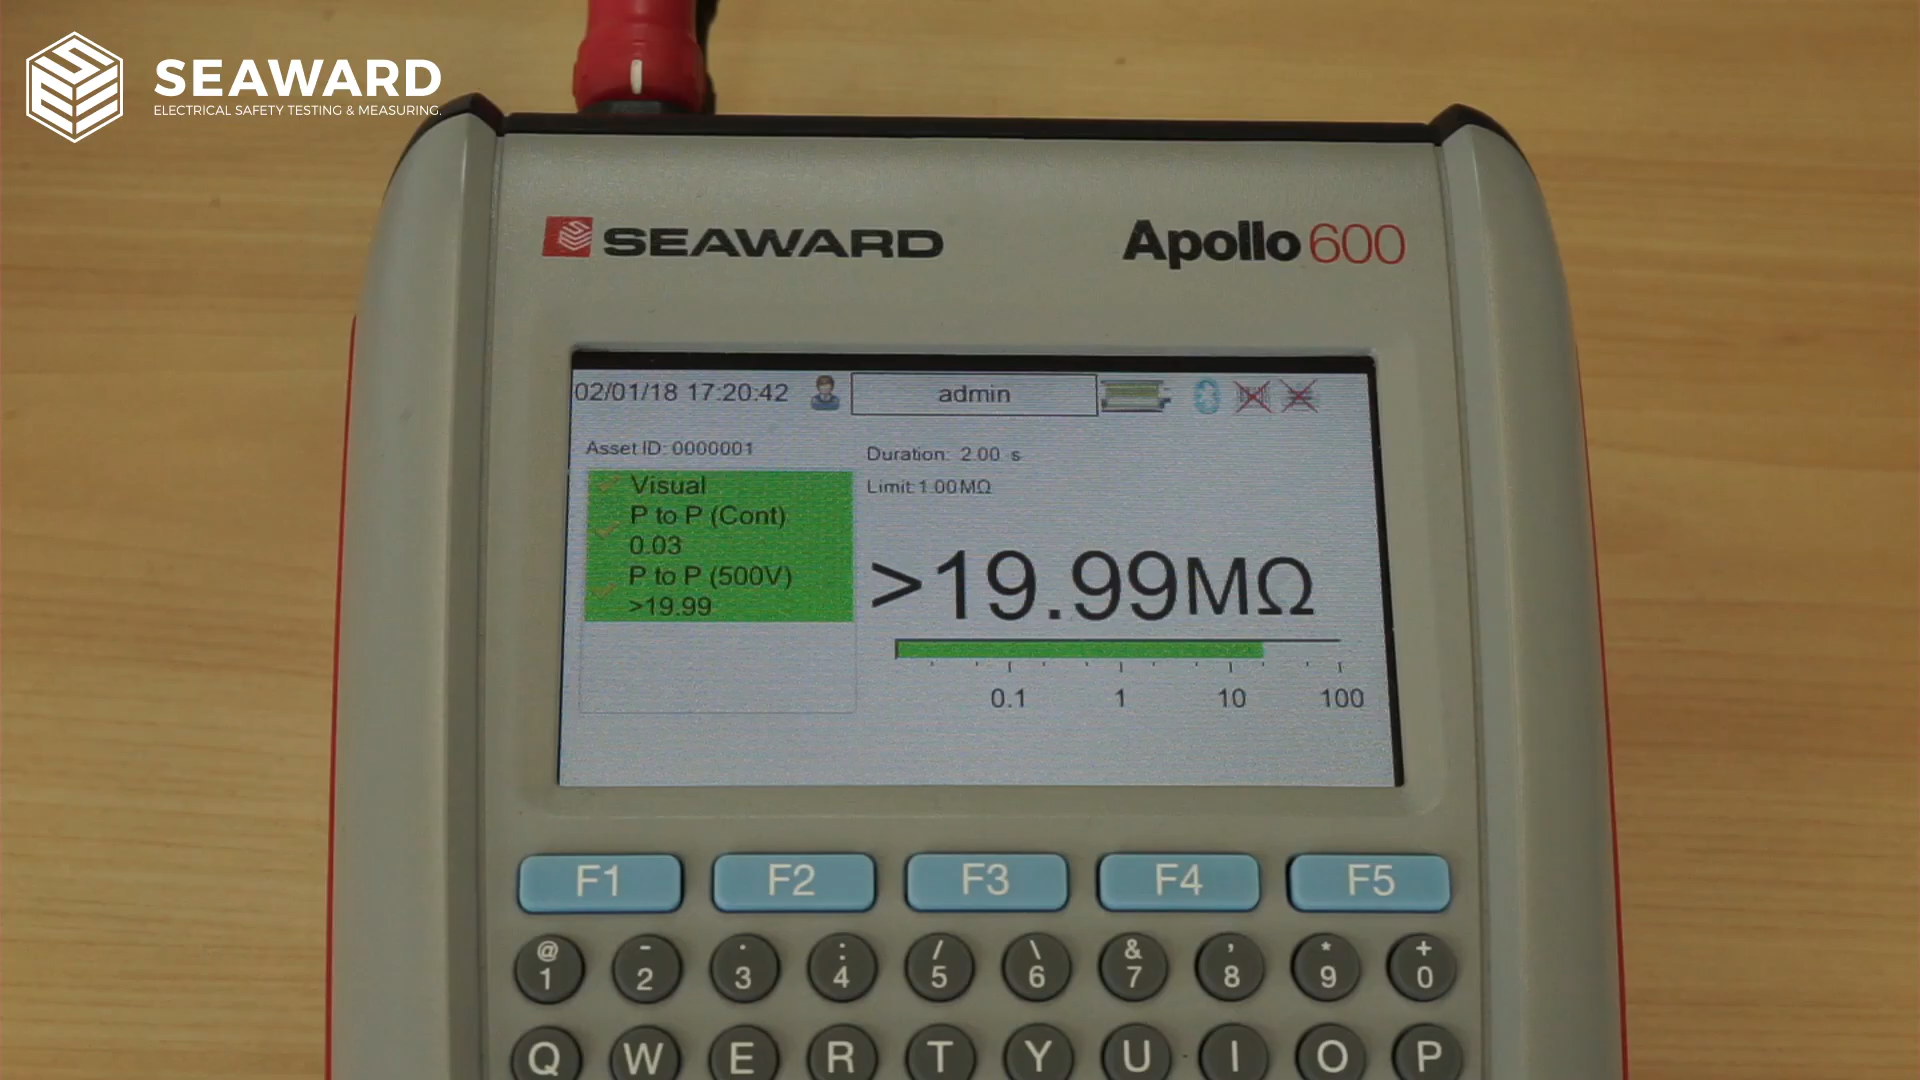 SEAWARD
ELECTRICAL SAFETY TESTING & MEASURING.
SEAWARD Apollo 600
02/01/18 17:20:42 admin
Asset ID: 0000001
Duration: 2.00 s
Limit: 1.00MΩ
Visual
P to P (Cont)
0.03
P to P (500V)
>19.99
>19.99MΩ
0.1 1 10 100
F1 F2 F3 F4 F5
@ - . : / \ & ' * +
1 2 3 4 5 6 7 8 9 0
Q W E R T Y U I O P